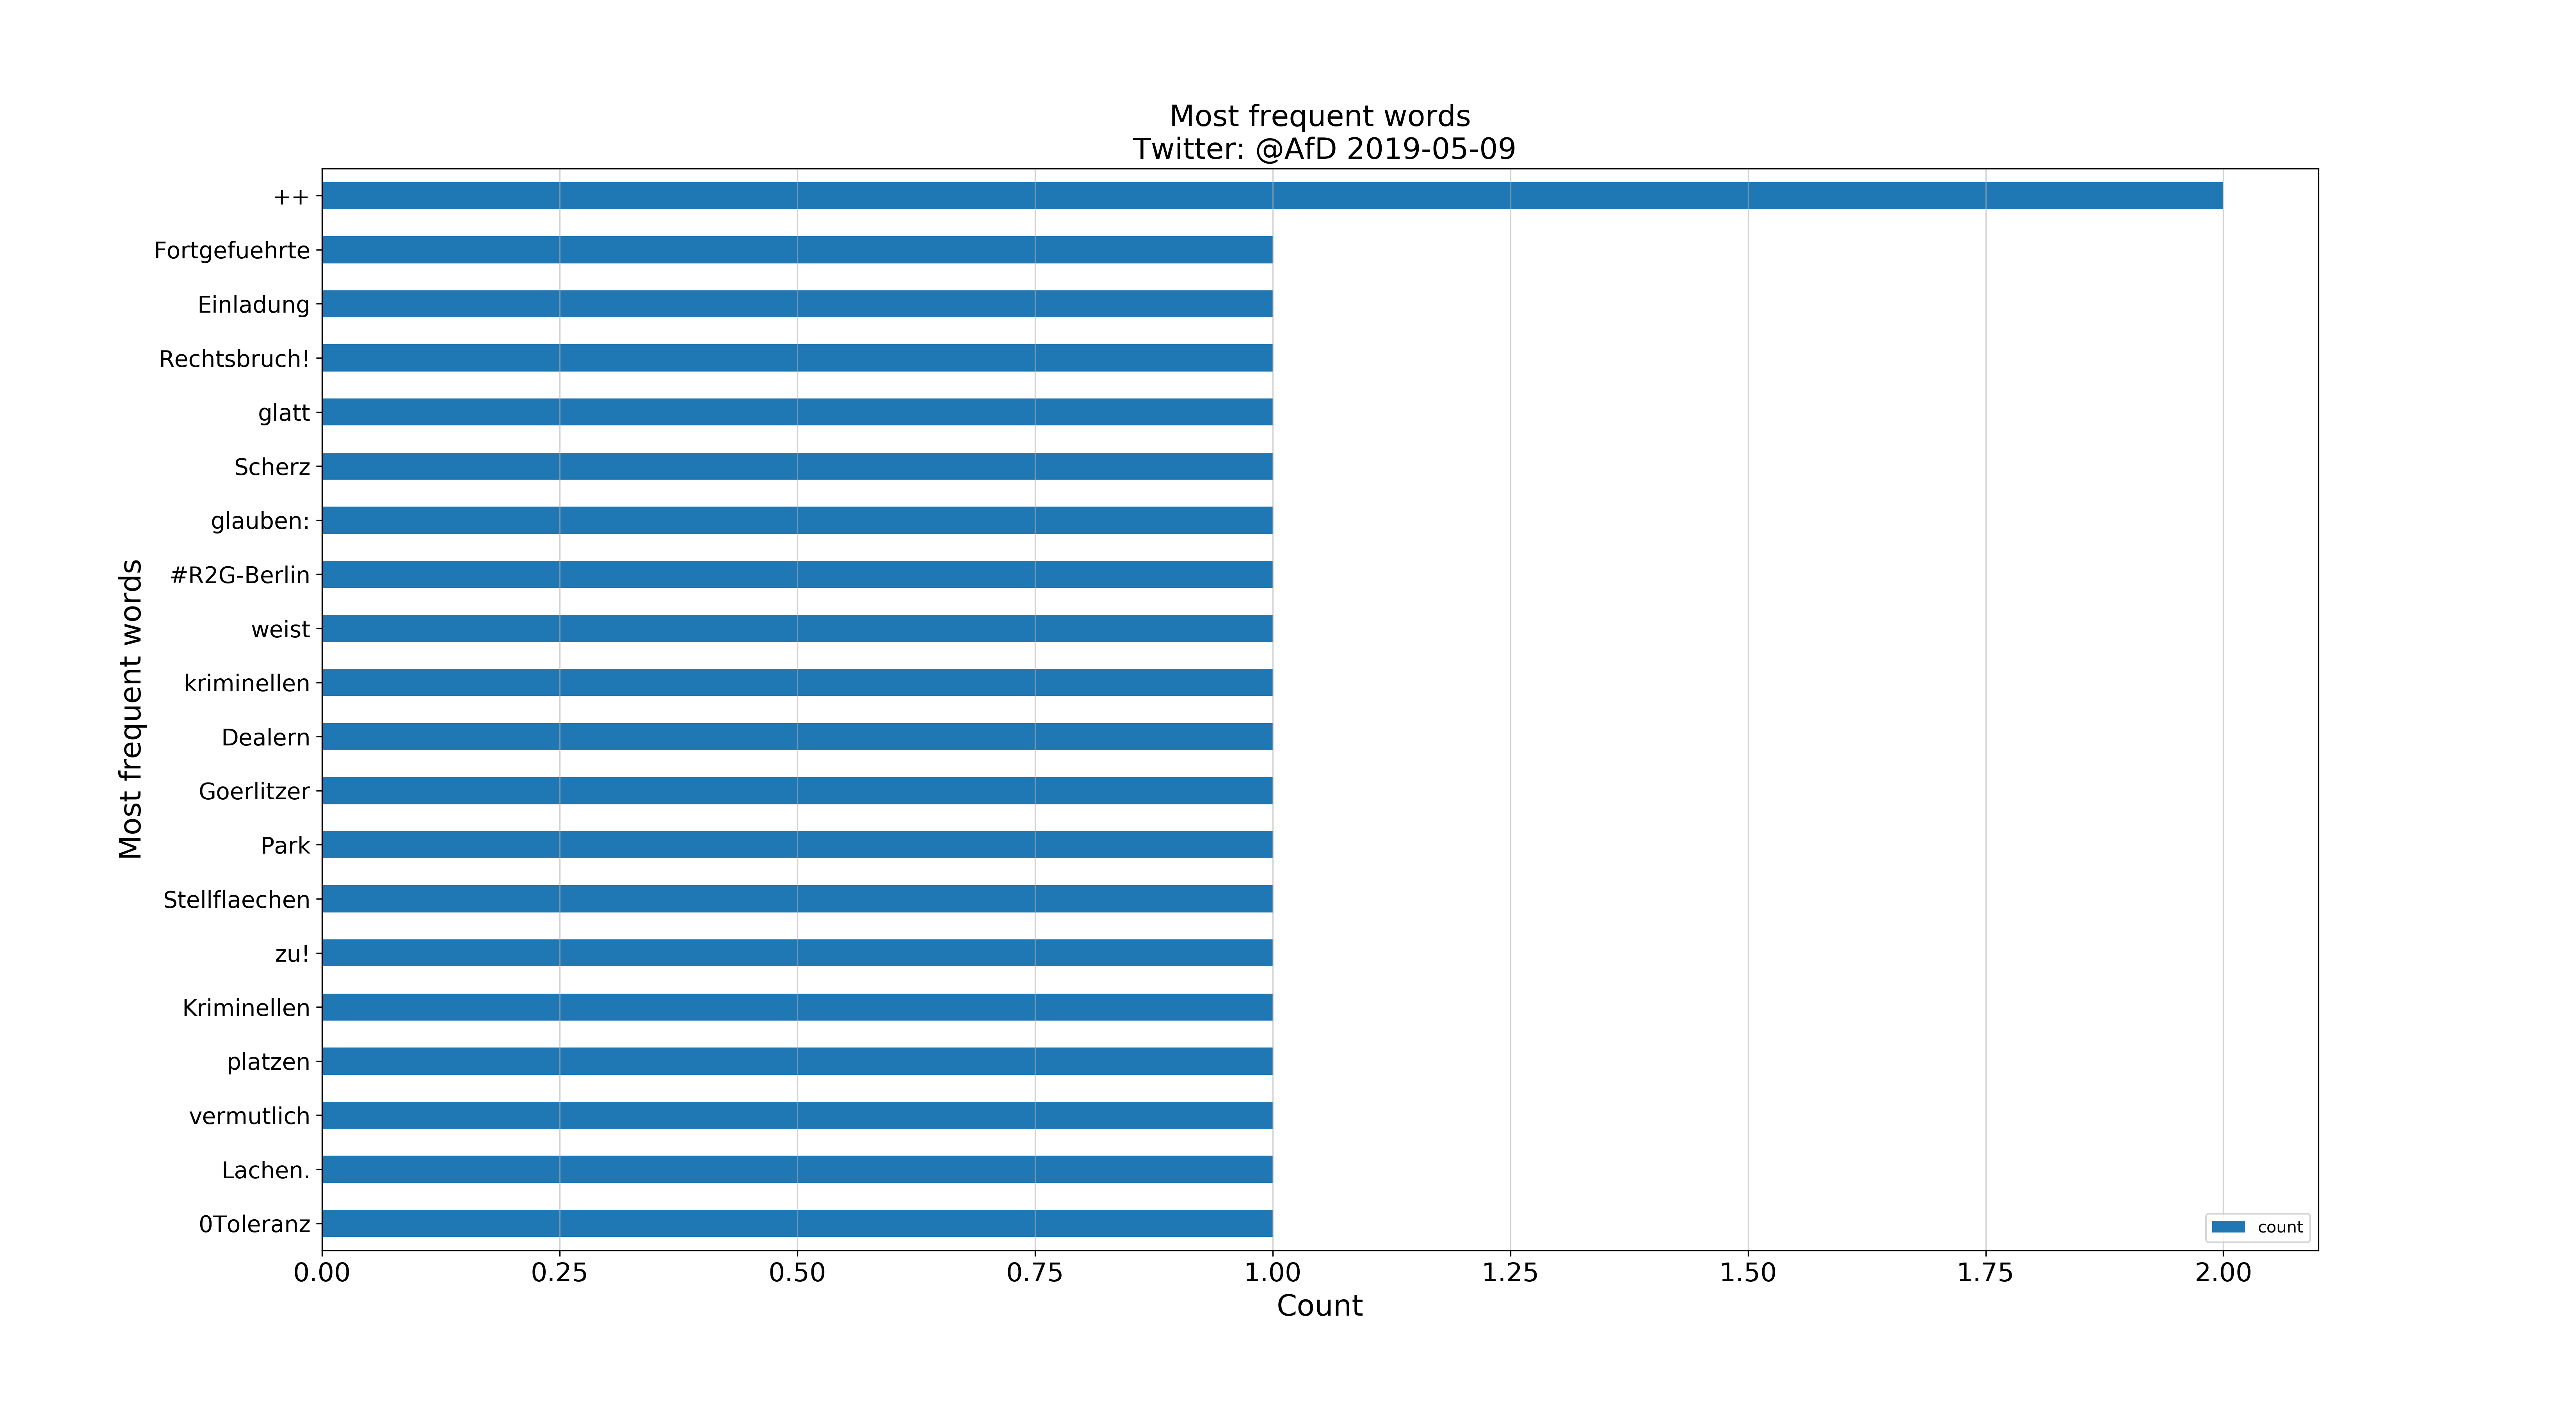 Most frequent words
Twitter: @AfD 2019-05-09
Most frequent words
++
Fortgefuehrte
Einladung
Rechtsbruch!
glatt
Scherz
glauben:
#R2G-Berlin
weist
kriminellen
Dealern
Goerlitzer
Park
Stellflaechen
zu!
Kriminellen
platzen
vermutlich
Lachen.
0Toleranz
count
0.00 0.25 0.50 0.75 1.00 1.25 1.50 1.75 2.00
Count